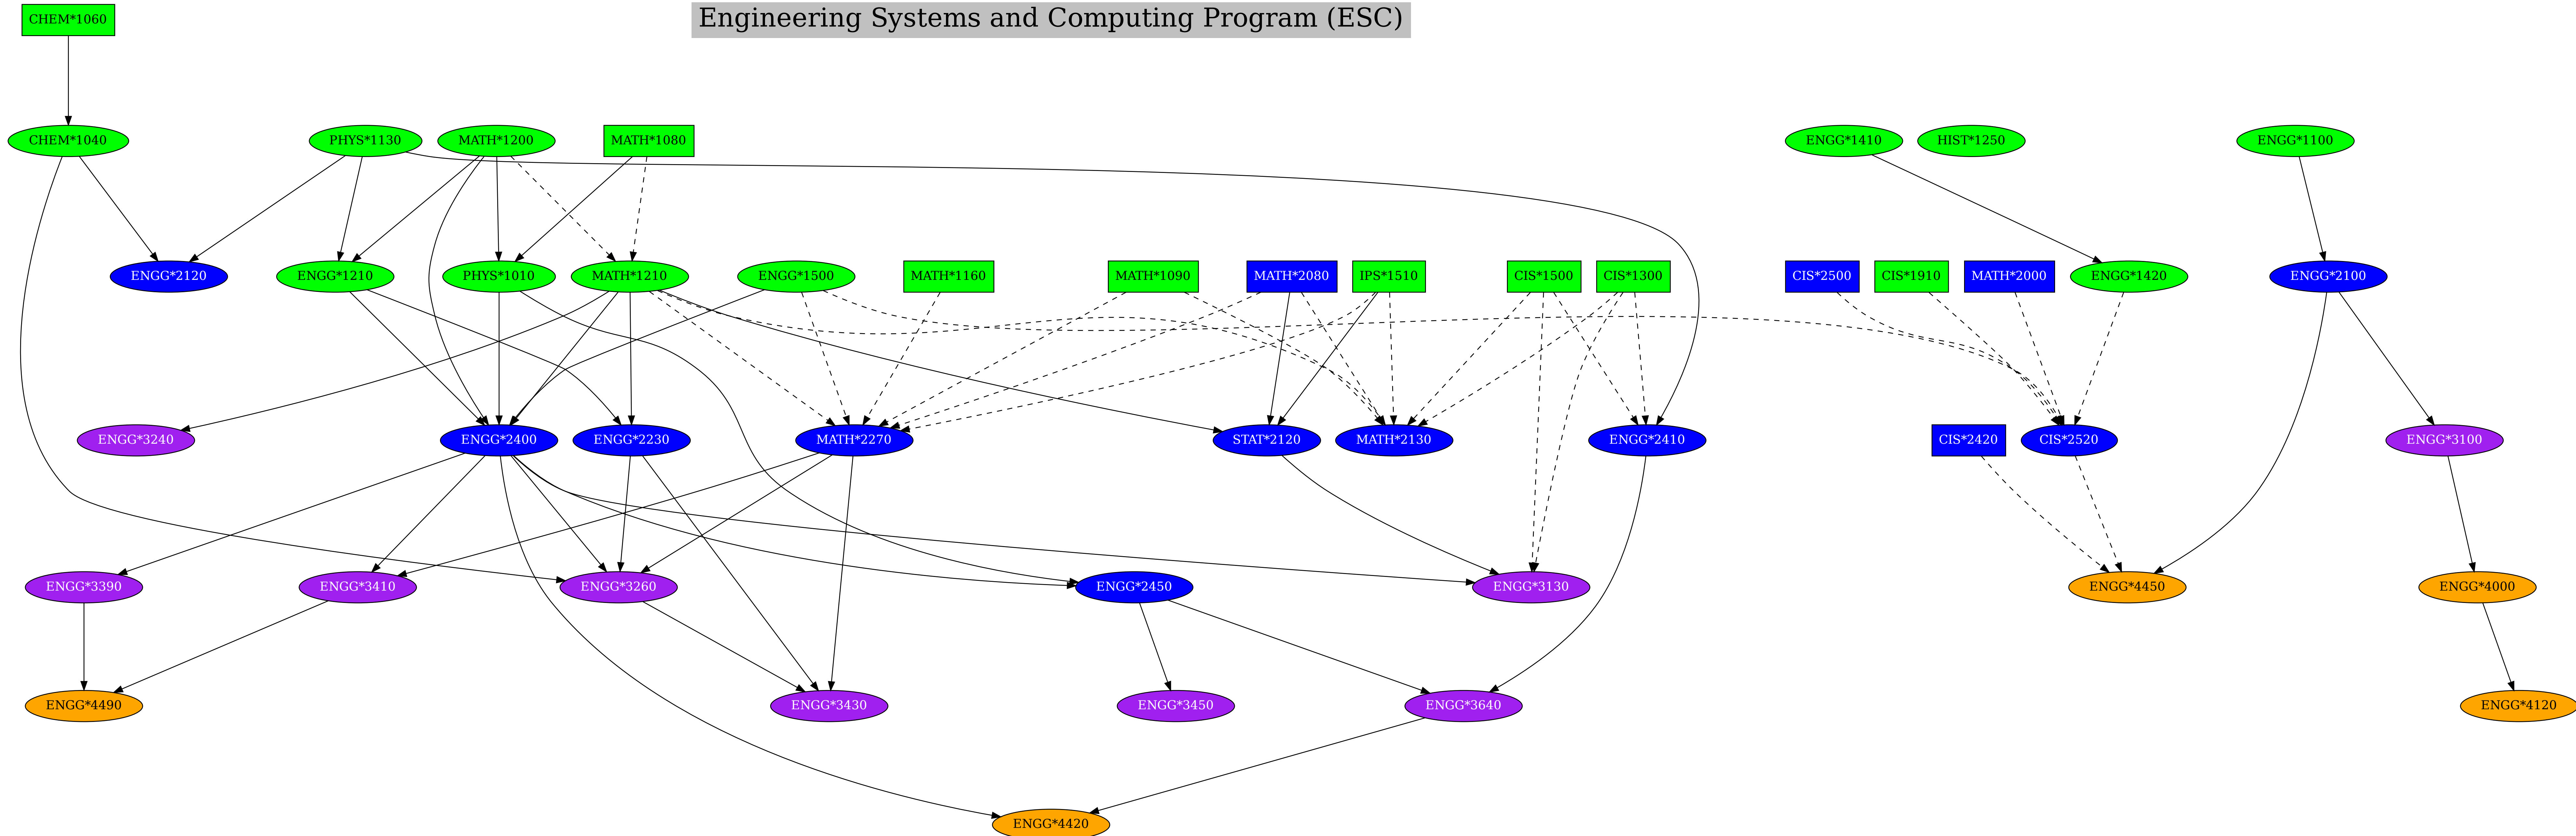 CHEM*1060
Engineering Systems and Computing Program (ESC)
CHEM*1040
PHYS*1130
MATH*1200
MATH*1080
ENGG*1410
HIST*1250
ENGG*1100
ENGG*2120
ENGG*1210
PHYS*1010
MATH*1210
ENGG*1500
MATH*1160
MATH*1090
MATH*2080
IPS*1510
CIS*1500
CIS*1300
CIS*2500
CIS*1910
MATH*2000
ENGG*1420
ENGG*2100
ENGG*3240
ENGG*2400
ENGG*2230
MATH*2270
STAT*2120
MATH*2130
ENGG*2410
CIS*2420
CIS*2520
ENGG*3100
ENGG*3390
ENGG*3410
ENGG*3260
ENGG*2450
ENGG*3130
ENGG*4450
ENGG*4000
ENGG*4490
ENGG*3430
ENGG*3450
ENGG*3640
ENGG*4120
ENGG*4420